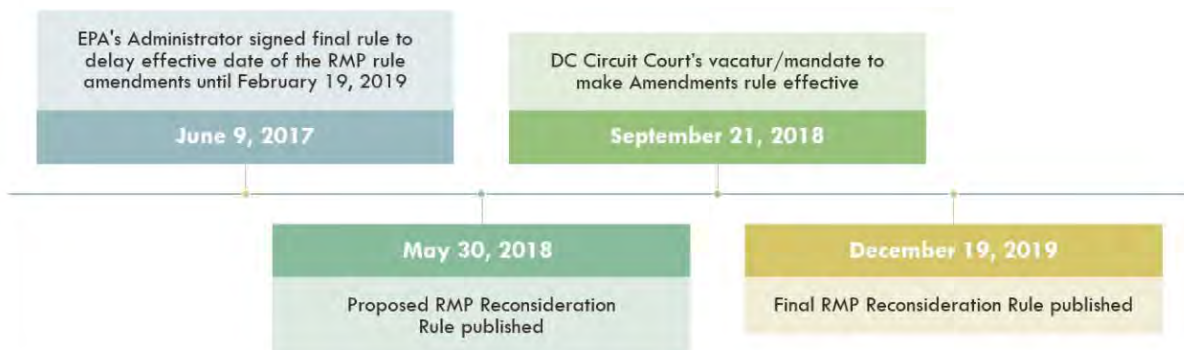 EPA's Administrator signed final rule to
delay effective date of the RMP rule
amendments until February 19, 2019
June 9, 2017
DC Circuit Court's vacatur/mandate to
make Amendments rule effective
September 21, 2018
May 30, 2018
Proposed RMP Reconsideration
Rule published
December 19, 2019
Final RMP Reconsideration Rule published